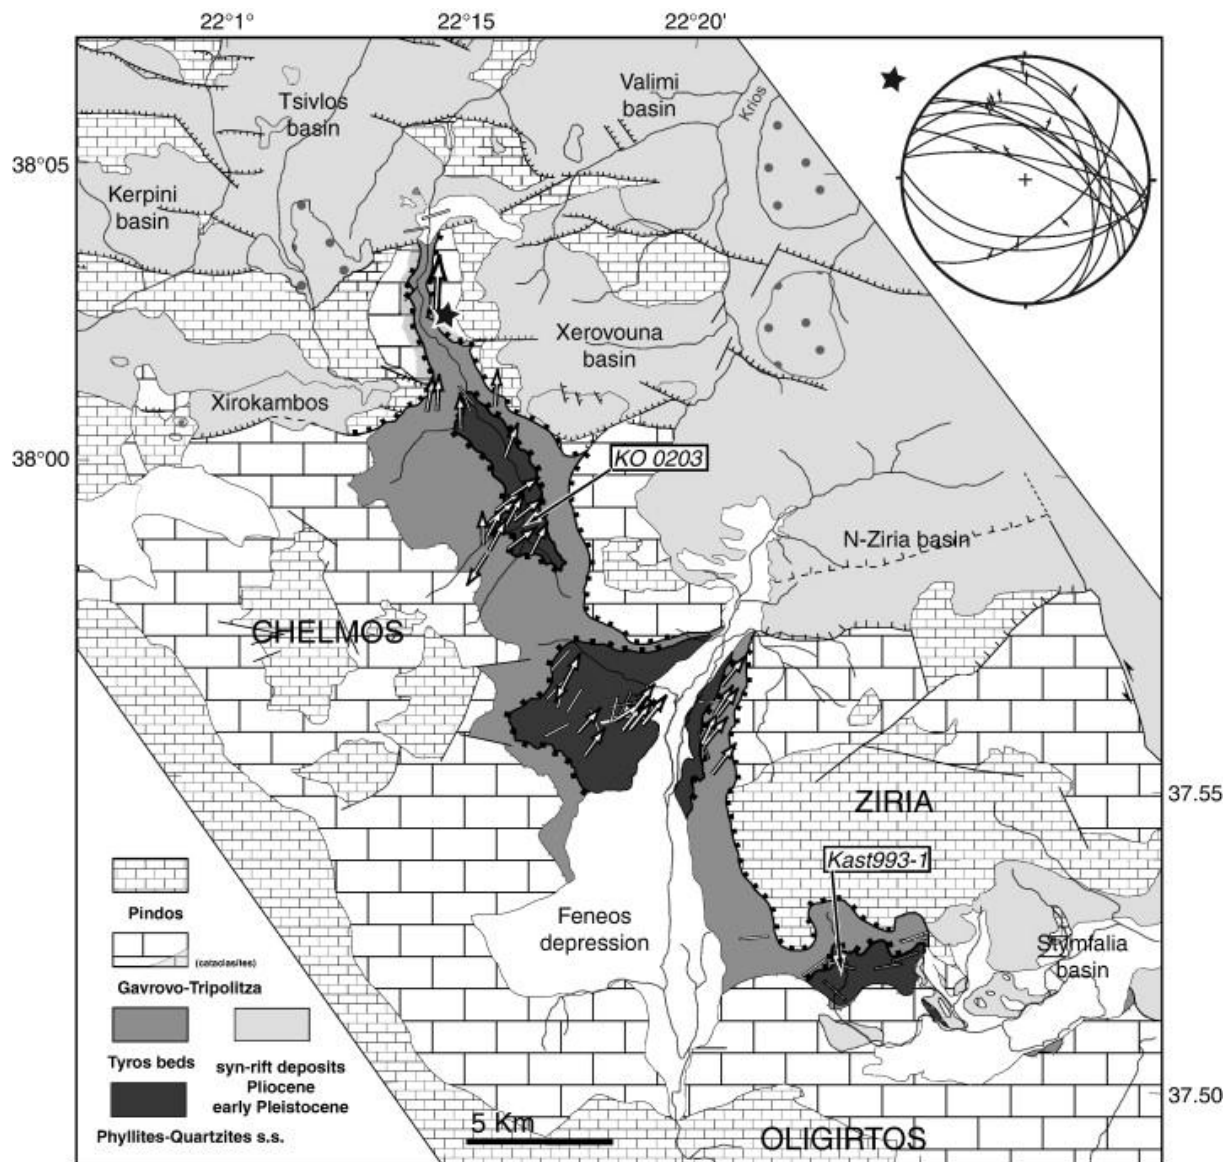 22°1°
22°15
22°20'
Tsivlos
basin
Valimi
basin
Krios
38°05
Kerpini
basin
Xerovouna
basin
Xirokambos
38°00
KO 0203
N-Ziria basin
CHELMOS
ZIRIA
37.55
Kast993-1
Feneos
depression
Stymfalia
basin
Pindos
(cataclasites)
Gavrovo-Tripolitza
Tyros beds
syn-rift deposits
Pliocene
early Pleistocene
Phyllites-Quartzites s.s.
5 Km
OLIGIRTOS
37.50